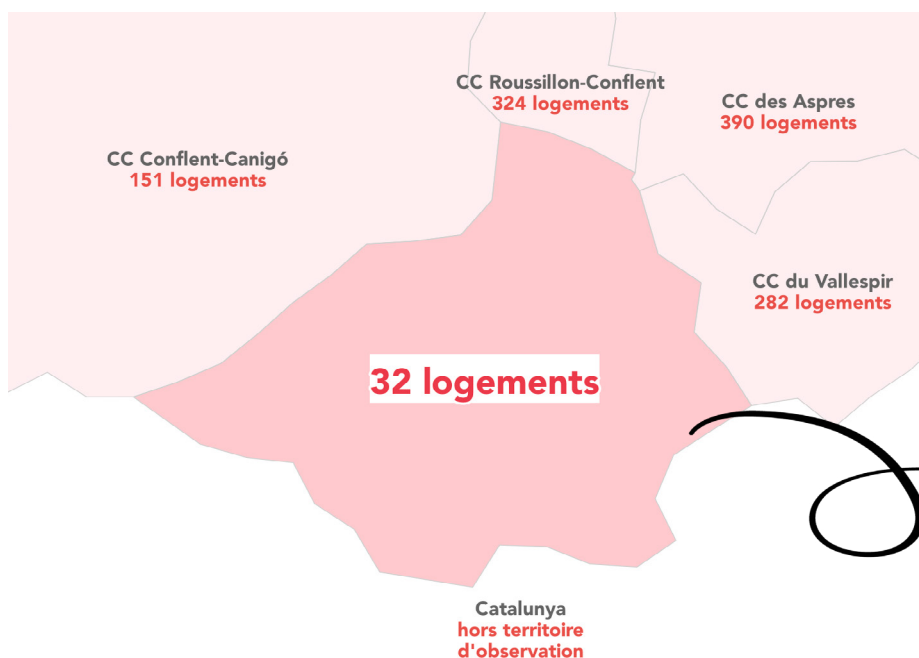 CC Roussillon-Conflent
324 logements
CC des Aspres
390 logements
CC Conflent-Canigó
151 logements
CC du Vallespir
282 logements
32 logements
Catalunya
hors territoire
d'observation